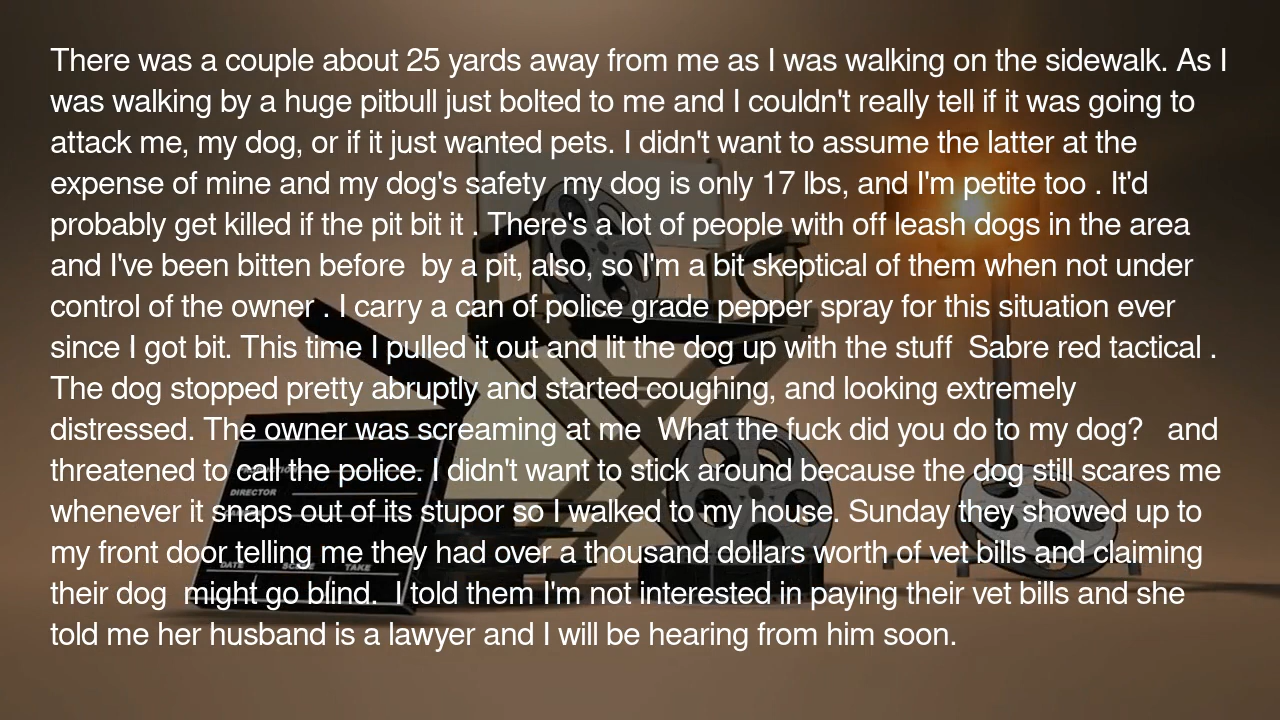 There was a couple about 25 yards away from me as I was walking on the sidewalk. As I
was walking by a huge pitbull just bolted to me and I couldn't really tell if it was going to
attack me, my dog, or if it just wanted pets. I didn't want to assume the latter at the
expense of mine and my dog's safety  my dog is only 17 lbs, and I'm petite too . It'd
probably get killed if the pit bit it . There's a lot of people with off leash dogs in the area
and I've been bitten before  by a pit, also, so I'm a bit skeptical of them when not under
control of the owner . I carry a can of police grade pepper spray for this situation ever
since I got bit. This time I pulled it out and lit the dog up with the stuff  Sabre red tactical .
The dog stopped pretty abruptly and started coughing, and looking extremely
distressed. The owner was screaming at me  What the fuck did you do to my dog?   and
threatened to call the police. I didn't want to stick around because the dog still scares me
whenever it snaps out of its stupor so I walked to my house. Sunday they showed up to
my front door telling me they had over a thousand dollars worth of vet bills and claiming
their dog  might go blind.  I told them I'm not interested in paying their vet bills and she
told me her husband is a lawyer and I will be hearing from him soon.
DIRECTOR
DATE
TAKE